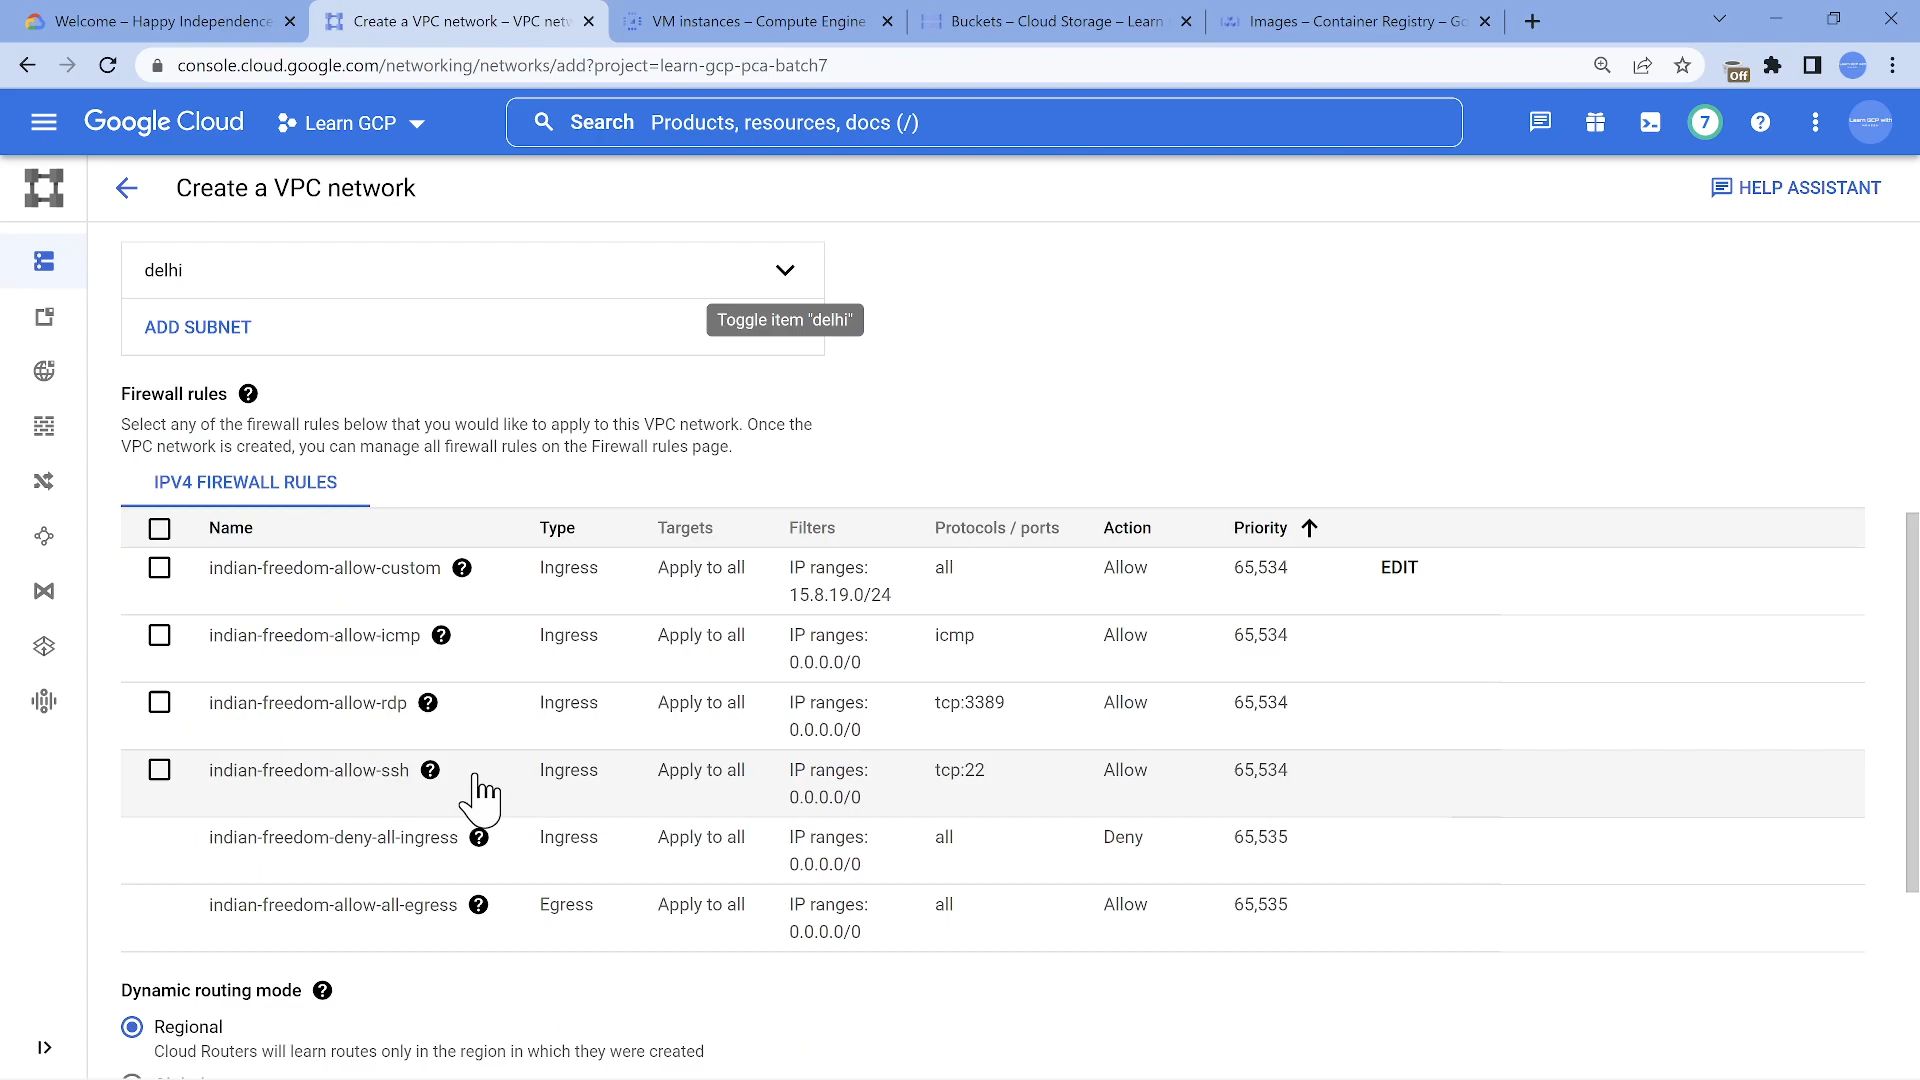 Welcome – Happy Independence
Create a VPC network – VPC netw
VM instances – Compute Engine
Buckets – Cloud Storage – Learn
Images – Container Registry – Go
console.cloud.google.com/networking/networks/add?project=learn-gcp-pca-batch7
Off
Google Cloud
Learn GCP
Search Products, resources, docs (/)
7
Create a VPC network
HELP ASSISTANT
delhi
ADD SUBNET
Toggle item "delhi"
Firewall rules
Select any of the firewall rules below that you would like to apply to this VPC network. Once the
VPC network is created, you can manage all firewall rules on the Firewall rules page.
IPV4 FIREWALL RULES
Name Type Targets Filters Protocols / ports Action Priority
indian-freedom-allow-custom Ingress Apply to all IP ranges: all Allow 65,534 EDIT
15.8.19.0/24
indian-freedom-allow-icmp Ingress Apply to all IP ranges: icmp Allow 65,534
0.0.0.0/0
indian-freedom-allow-rdp Ingress Apply to all IP ranges: tcp:3389 Allow 65,534
0.0.0.0/0
indian-freedom-allow-ssh Ingress Apply to all IP ranges: tcp:22 Allow 65,534
0.0.0.0/0
indian-freedom-deny-all-ingress Ingress Apply to all IP ranges: all Deny 65,535
0.0.0.0/0
indian-freedom-allow-all-egress Egress Apply to all IP ranges: all Allow 65,535
0.0.0.0/0
Dynamic routing mode
Regional
Cloud Routers will learn routes only in the region in which they were created